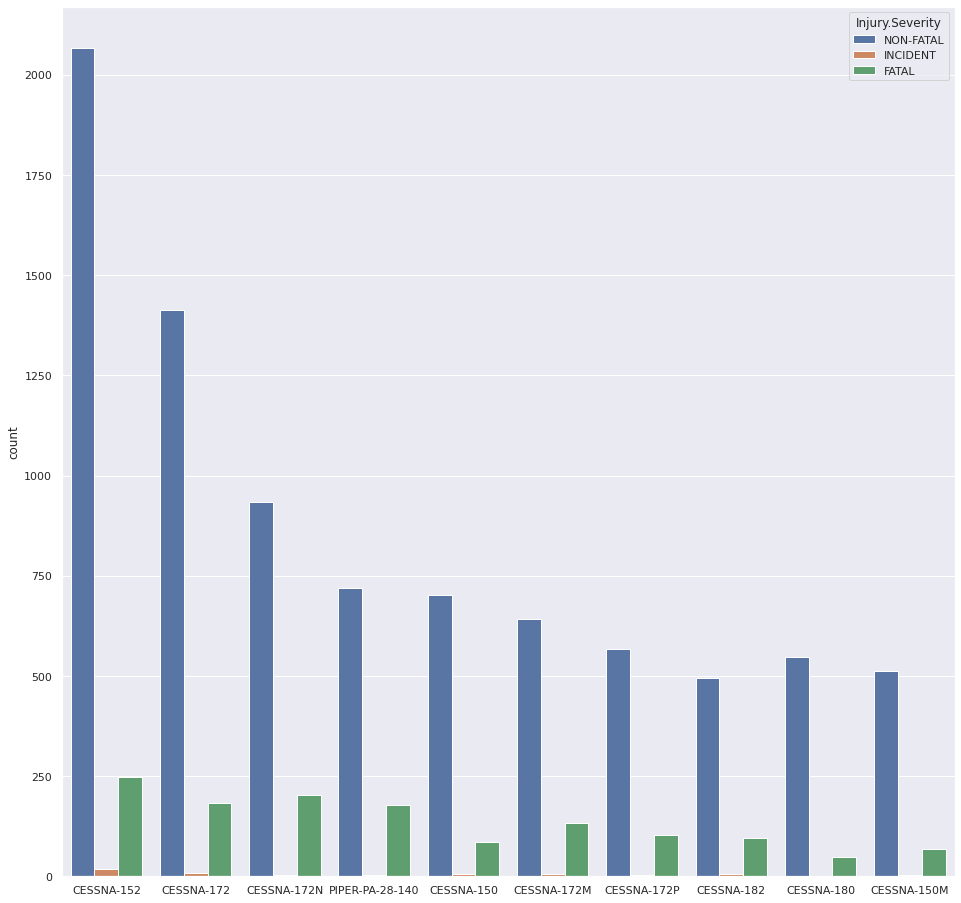 Injury.Severity
NON-FATAL
INCIDENT
FATAL
2000
1750
1500
1250
1000
750
500
250
0
count
CESSNA-152 CESSNA-172 CESSNA-172N PIPER-PA-28-140 CESSNA-150 CESSNA-172M CESSNA-172P CESSNA-182 CESSNA-180 CESSNA-150M